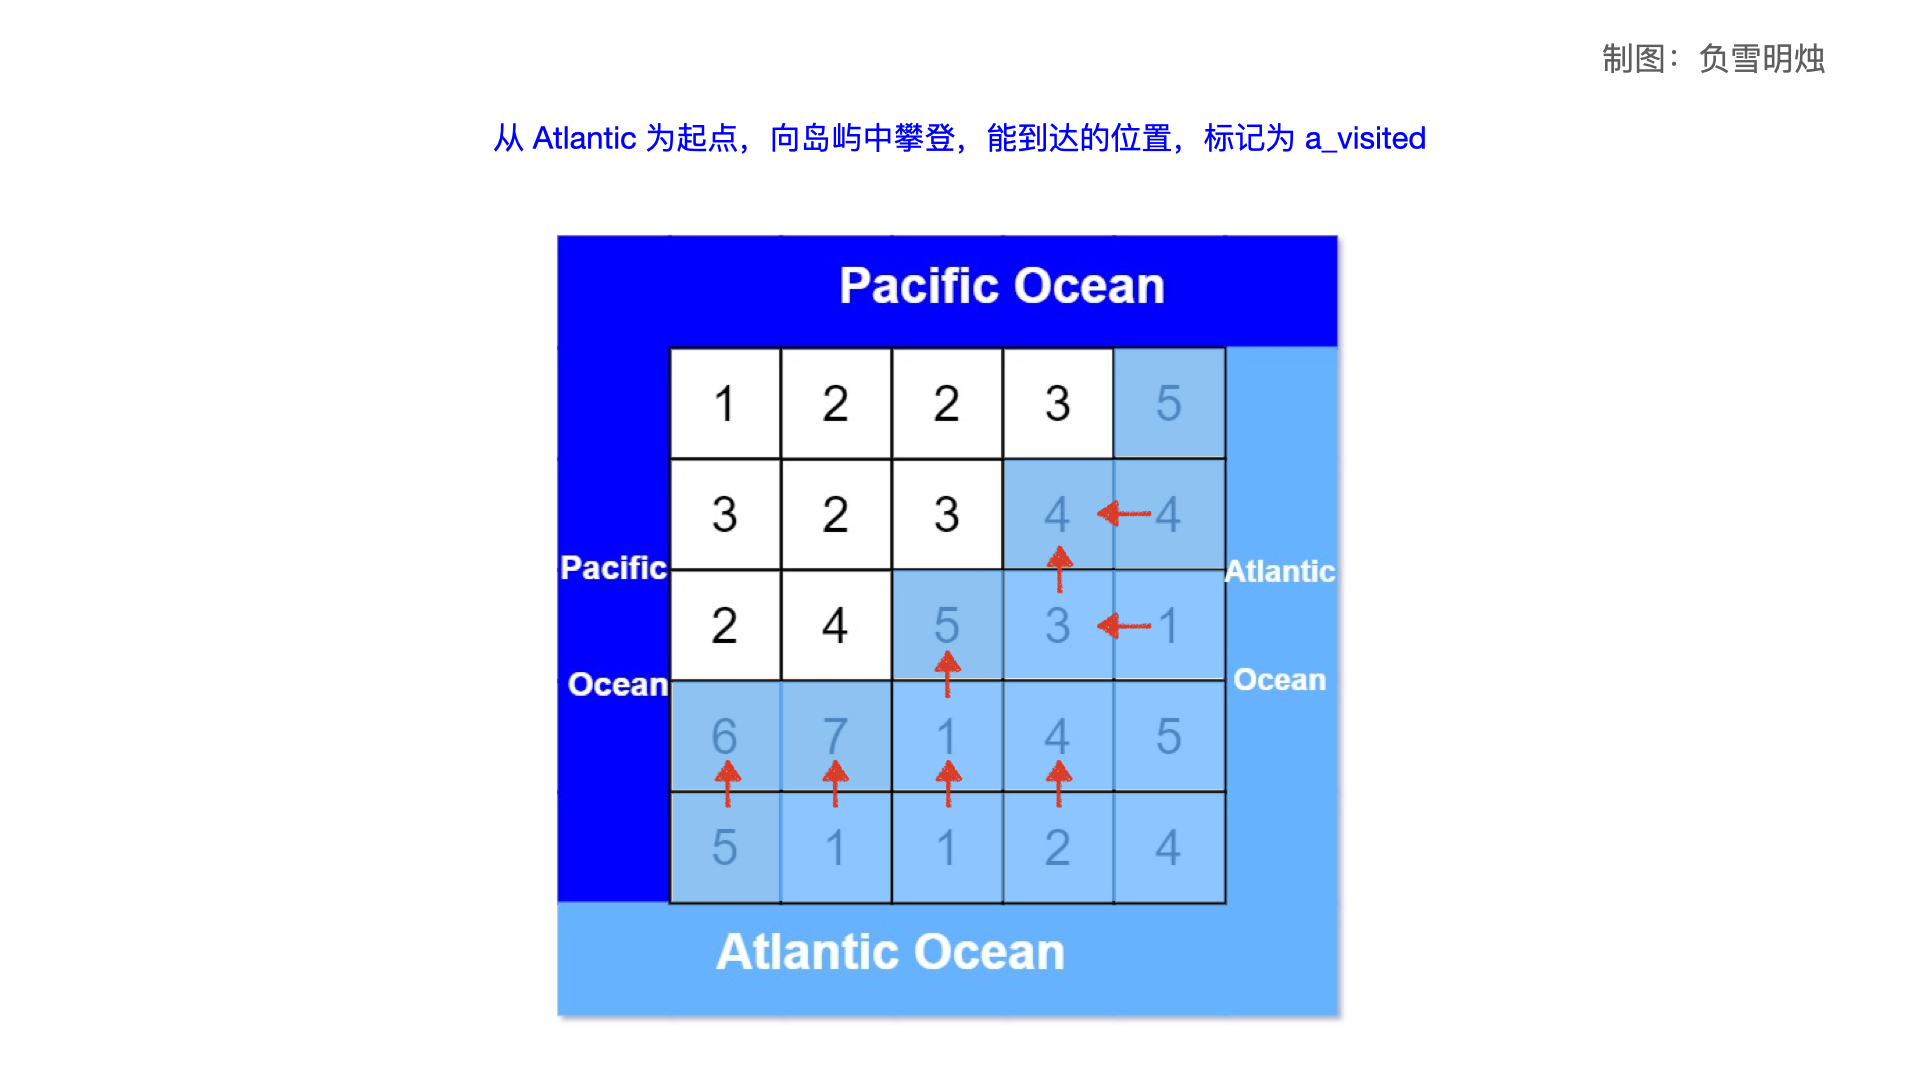 制图：负雪明烛
从 Atlantic 为起点，向岛屿中攀登，能到达的位置，标记为 a_visited
Pacific Ocean
1 2 2 3 5
3 2 3 4 4
Pacific
Atlantic
2 4 5 3 1
Ocean
Ocean
6 7 1 4 5
5 1 1 2 4
Atlantic Ocean